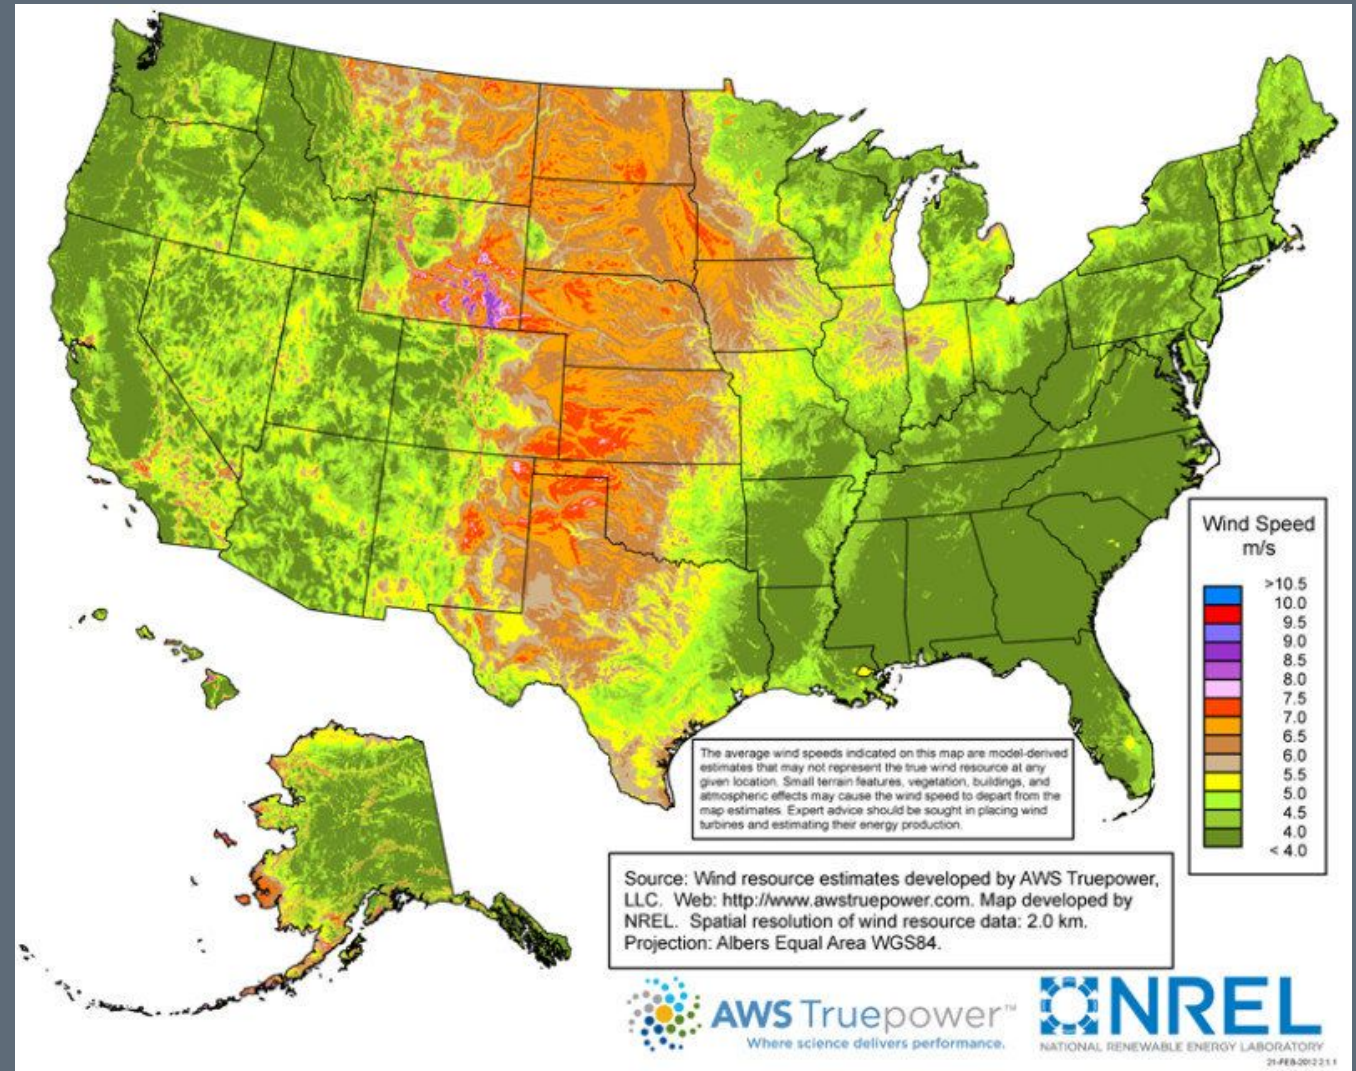 Wind Speed
m/s
>10.5
10.0
9.5
9.0
8.5
8.0
7.5
7.0
6.5
6.0
5.5
5.0
4.5
4.0
< 4.0
The average wind speeds indicated on this map are model-derived
estimates that may not represent the true wind resource at any
given location. Small terrain features, vegetation, buildings, and
atmospheric effects may cause the wind speed to depart from the
map estimates. Expert advice should be sought in placing wind
turbines and estimating their energy production.
Source: Wind resource estimates developed by AWS Truepower,
LLC. Web: http://www.awstruepower.com. Map developed by
NREL. Spatial resolution of wind resource data: 2.0 km.
Projection: Albers Equal Area WGS84.
AWS Truepower™
Where science delivers performance.
NREL
NATIONAL RENEWABLE ENERGY LABORATORY
21-FEB-2012 2.1.1